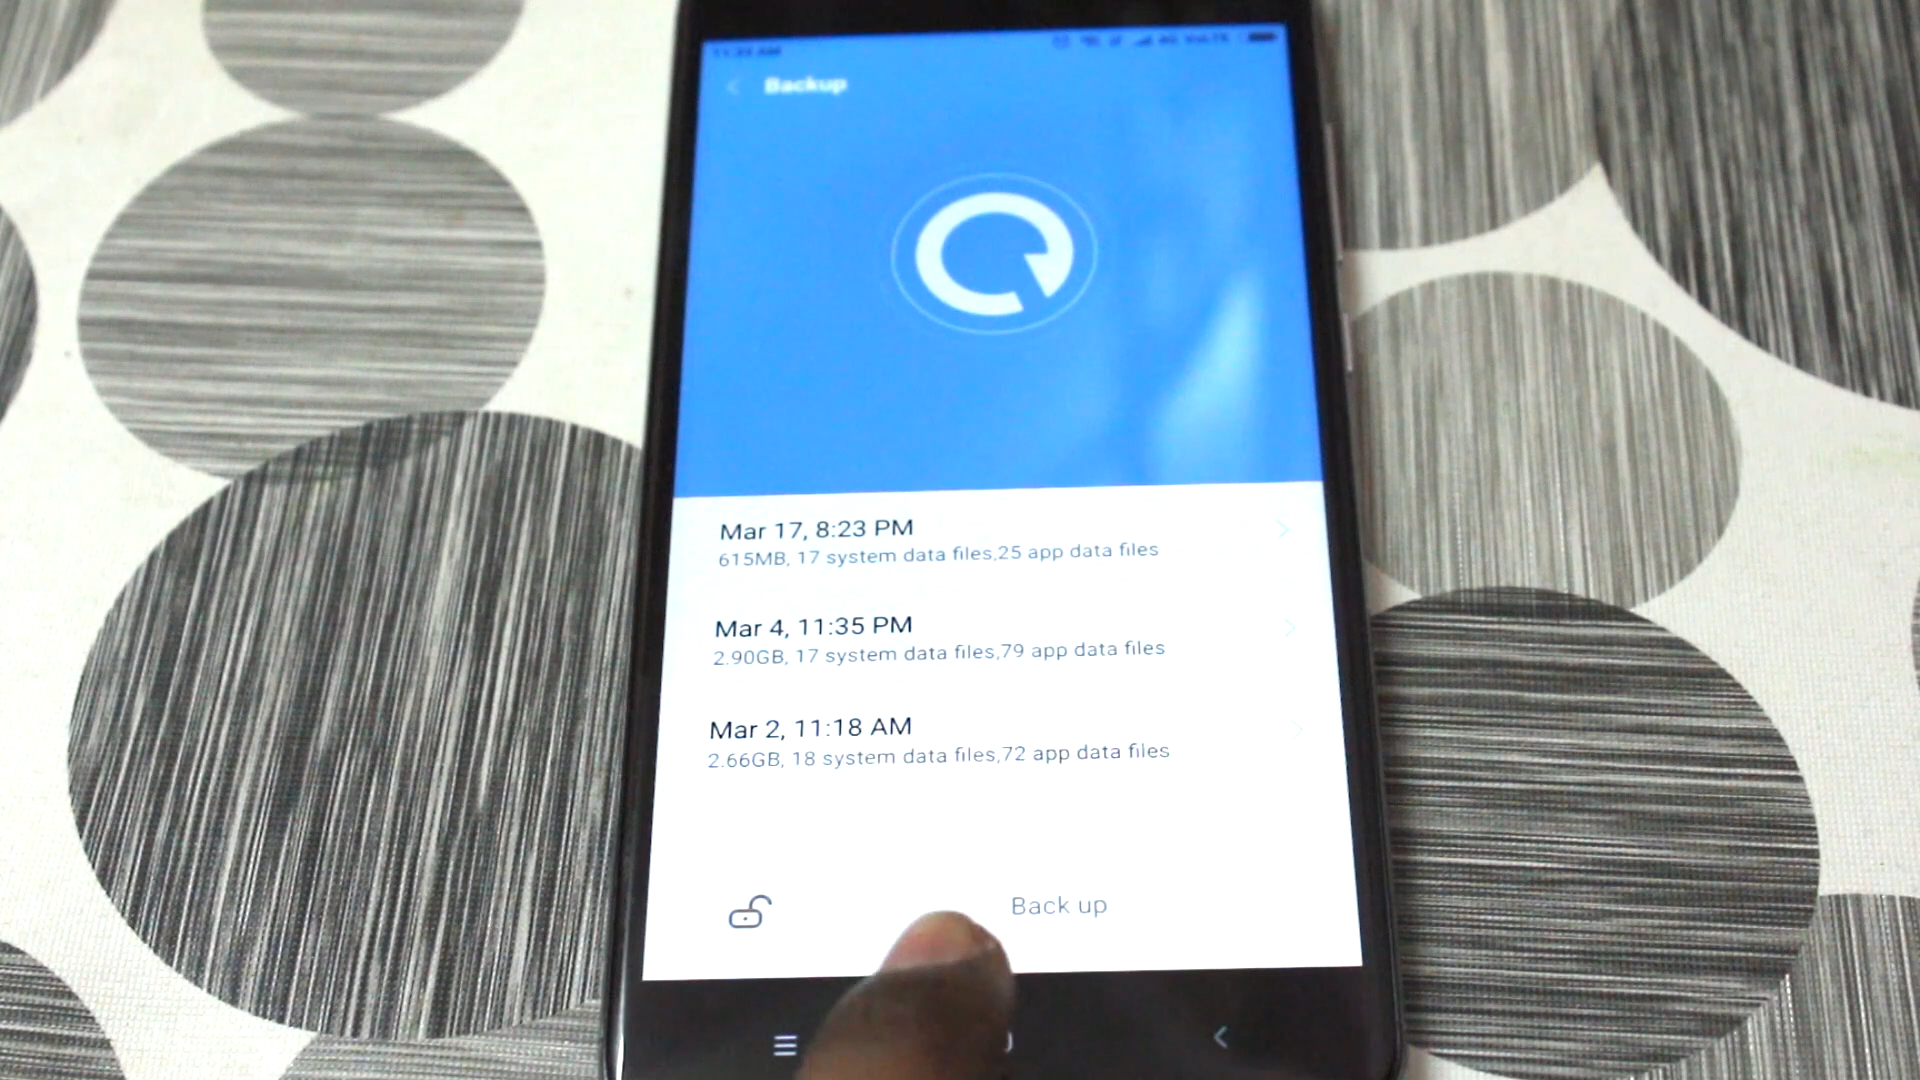 Backup
Mar 17, 8:23 PM
615MB, 17 system data files,25 app data files
Mar 4, 11:35 PM
2.90GB, 17 system data files,79 app data files
Mar 2, 11:18 AM
2.66GB, 18 system data files,72 app data files
Back up